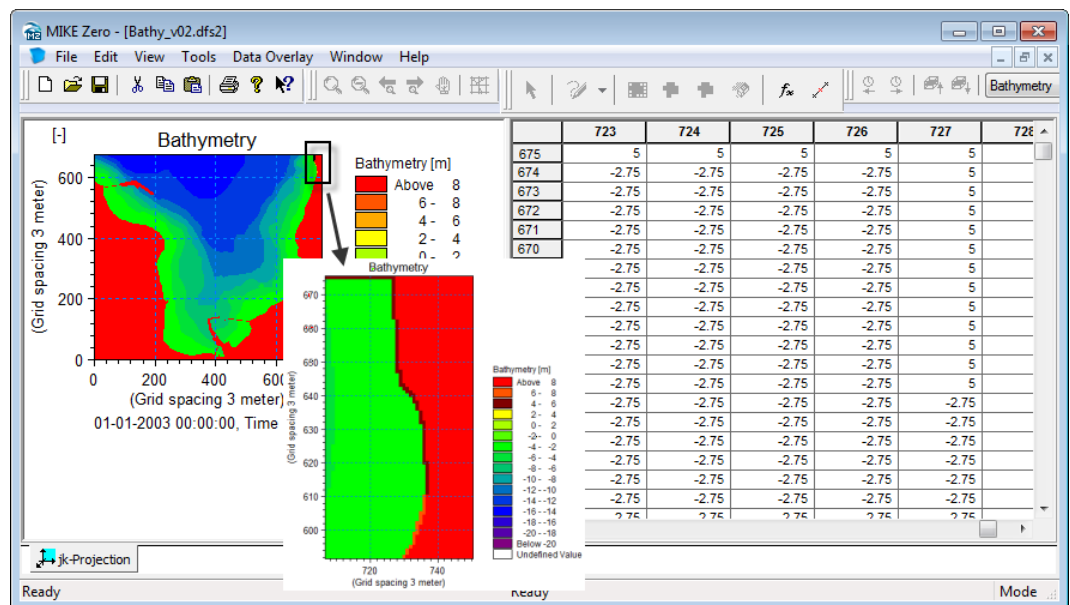 MIKE Zero - [Bathy_v02.dfs2]
File Edit View Tools Data Overlay Window Help
Bathymetry
[-]
Bathymetry
(Grid spacing 3 meter)
600
400
200
0
0 200 400 600
(Grid spacing 3 meter)
01-01-2003 00:00:00, Time
Bathymetry [m]
Above 8
6 - 8
4 - 6
2 - 4
0 - 2
Bathymetry
(Grid spacing 3 meter)
670
680
660
640
630
620
610
600
720 740
(Grid spacing 3 meter)
Bathymetry [m]
Above 8
6 - 8
4 - 6
2 - 4
0 - 2
-2 - 0
-4 - -2
-6 - -4
-8 - -6
-10 - -8
-12 - -10
-14 - -12
-16 - -14
-18 - -16
-20 - -18
Below -20
Undefined Value
723 724 725 726 727 728
675 5 5 5 5 5
674 -2.75 -2.75 -2.75 -2.75 5
673 -2.75 -2.75 -2.75 -2.75 5
672 -2.75 -2.75 -2.75 -2.75 5
671 -2.75 -2.75 -2.75 -2.75 5
670 -2.75 -2.75 -2.75 -2.75 5
-2.75 -2.75 -2.75 -2.75 5
-2.75 -2.75 -2.75 -2.75 5
-2.75 -2.75 -2.75 -2.75 5
-2.75 -2.75 -2.75 -2.75 5
-2.75 -2.75 -2.75 -2.75 5
-2.75 -2.75 -2.75 -2.75 5
-2.75 -2.75 -2.75 -2.75 5
-2.75 -2.75 -2.75 -2.75 -2.75
-2.75 -2.75 -2.75 -2.75 -2.75
-2.75 -2.75 -2.75 -2.75 -2.75
-2.75 -2.75 -2.75 -2.75 -2.75
-2.75 -2.75 -2.75 -2.75 -2.75
-2.75 -2.75 -2.75 -2.75 -2.75
-2.75 -2.75 -2.75 -2.75 -2.75
jk-Projection
Ready Ready Mode